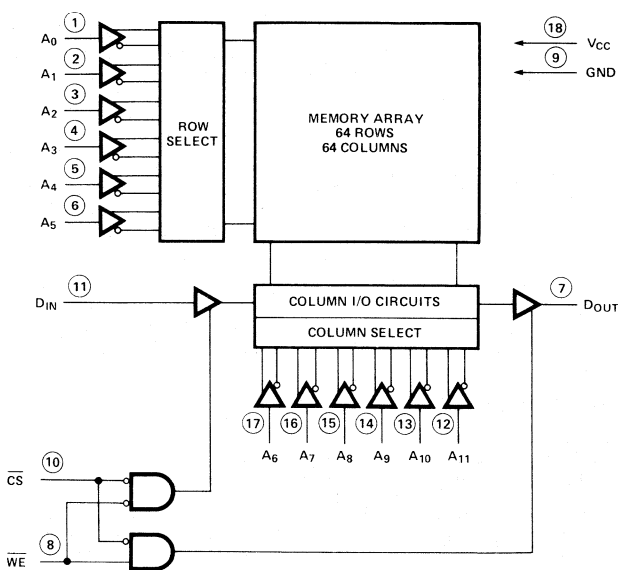 1
A0
2
A1
3
A2
4
A3
5
A4
6
A5
ROW
SELECT
MEMORY ARRAY
64 ROWS
64 COLUMNS
18
VCC
9
GND
11
DIN
COLUMN I/O CIRCUITS
COLUMN SELECT
7
DOUT
17 16 15 14 13 12
A6 A7 A8 A9 A10 A11
10
CS
8
WE